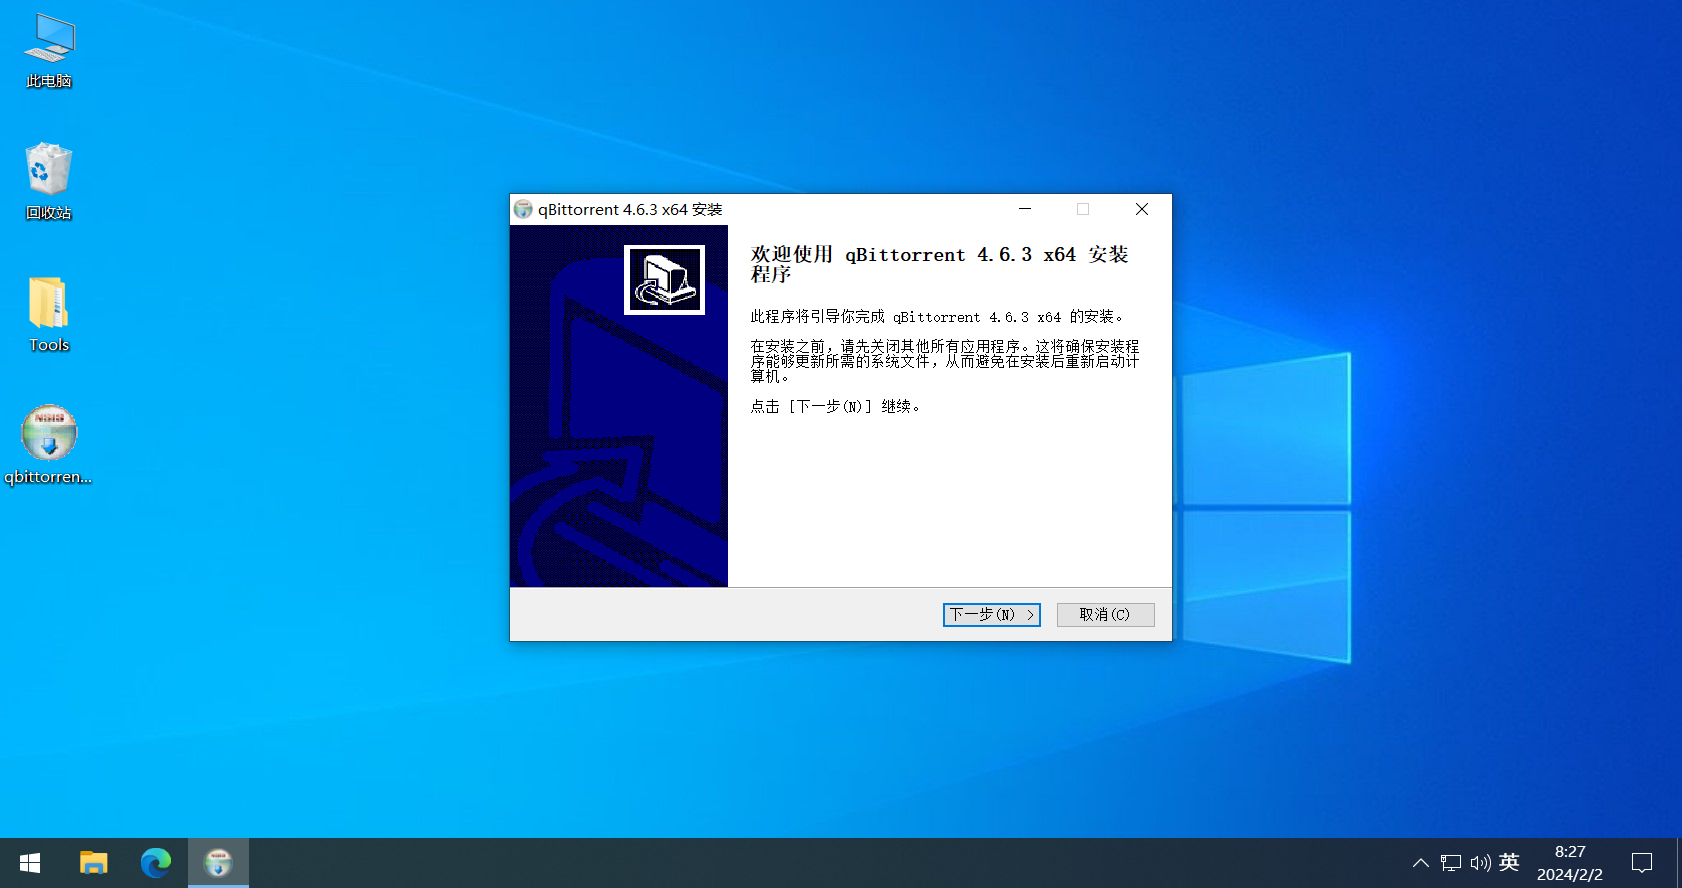 此电脑
回收站
Tools
NSIS
qbittorren...
qBittorrent 4.6.3 x64 安装
欢迎使用 qBittorrent 4.6.3 x64 安装
程序
此程序将引导你完成 qBittorrent 4.6.3 x64 的安装。
在安装之前，请先关闭其他所有应用程序。这将确保安装程
序能够更新所需的系统文件，从而避免在安装后重新启动计
算机。
点击 [下一步(N)] 继续。
下一步(N) >
取消(C)
英
8:27
2024/2/2